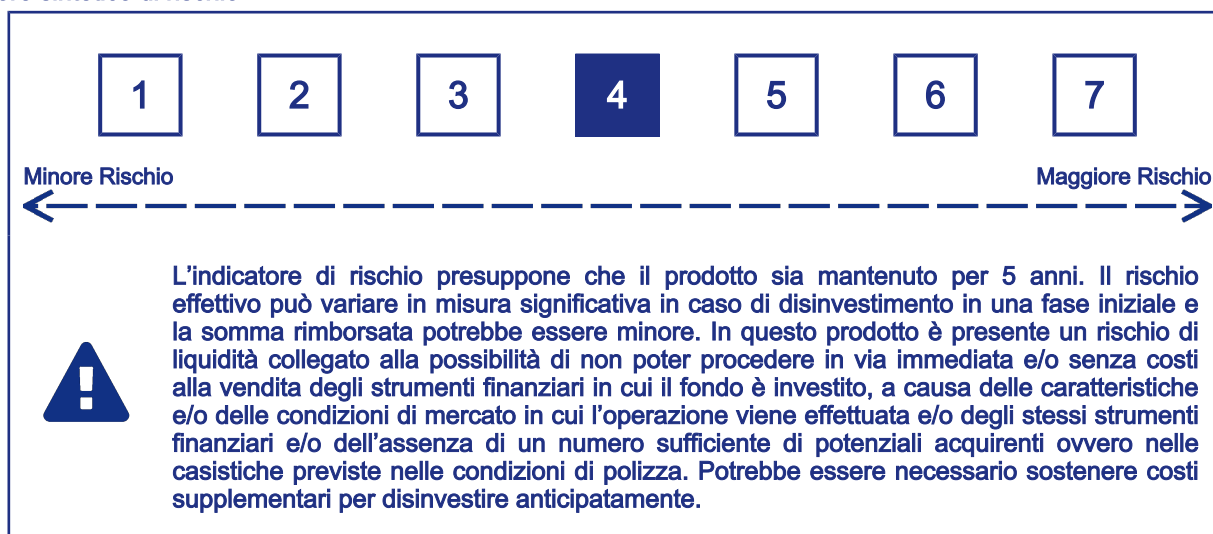 1 2 3 4 5 6 7
Minore Rischio Maggiore Rischio
L'indicatore di rischio presuppone che il prodotto sia mantenuto per 5 anni. Il rischio
effettivo può variare in misura significativa in caso di disinvestimento in una fase iniziale e
la somma rimborsata potrebbe essere minore. In questo prodotto è presente un rischio di
liquidità collegato alla possibilità di non poter procedere in via immediata e/o senza costi
alla vendita degli strumenti finanziari in cui il fondo è investito, a causa delle caratteristiche
e/o delle condizioni di mercato in cui l'operazione viene effettuata e/o degli stessi strumenti
finanziari e/o dell'assenza di un numero sufficiente di potenziali acquirenti ovvero nelle
casistiche previste nelle condizioni di polizza. Potrebbe essere necessario sostenere costi
supplementari per disinvestire anticipatamente.